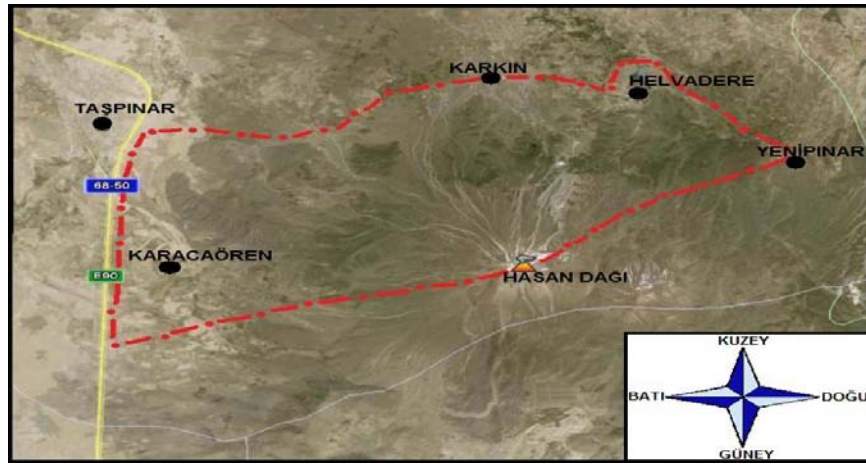 KARKIN
HELVADERE
TAŞPINAR
YENİPINAR
68-50
KARACAÖREN
E90
HASAN DAĞI
KUZEY
BATI
DOĞU
GÜNEY